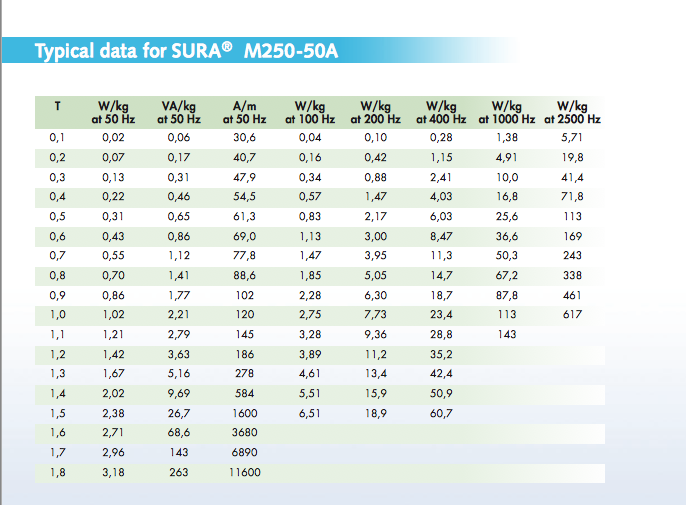 Typical data for SURA® M250-50A
T W/kg VA/kg A/m W/kg W/kg W/kg W/kg W/kg
at 50 Hz at 50 Hz at 50 Hz at 100 Hz at 200 Hz at 400 Hz at 1000 Hz at 2500 Hz
0,1 0,02 0,06 30,6 0,04 0,10 0,28 1,38 5,71
0,2 0,07 0,17 40,7 0,16 0,42 1,15 4,91 19,8
0,3 0,13 0,31 47,9 0,34 0,88 2,41 10,0 41,4
0,4 0,22 0,46 54,5 0,57 1,47 4,03 16,8 71,8
0,5 0,31 0,65 61,3 0,83 2,17 6,03 25,6 113
0,6 0,43 0,86 69,0 1,13 3,00 8,47 36,6 169
0,7 0,55 1,12 77,8 1,47 3,95 11,3 50,3 243
0,8 0,70 1,41 88,6 1,85 5,05 14,7 67,2 338
0,9 0,86 1,77 102 2,28 6,30 18,7 87,8 461
1,0 1,02 2,21 120 2,75 7,73 23,4 113 617
1,1 1,21 2,79 145 3,28 9,36 28,8 143
1,2 1,42 3,63 186 3,89 11,2 35,2
1,3 1,67 5,16 278 4,61 13,4 42,4
1,4 2,02 9,69 584 5,51 15,9 50,9
1,5 2,38 26,7 1600 6,51 18,9 60,7
1,6 2,71 68,6 3680
1,7 2,96 143 6890
1,8 3,18 263 11600